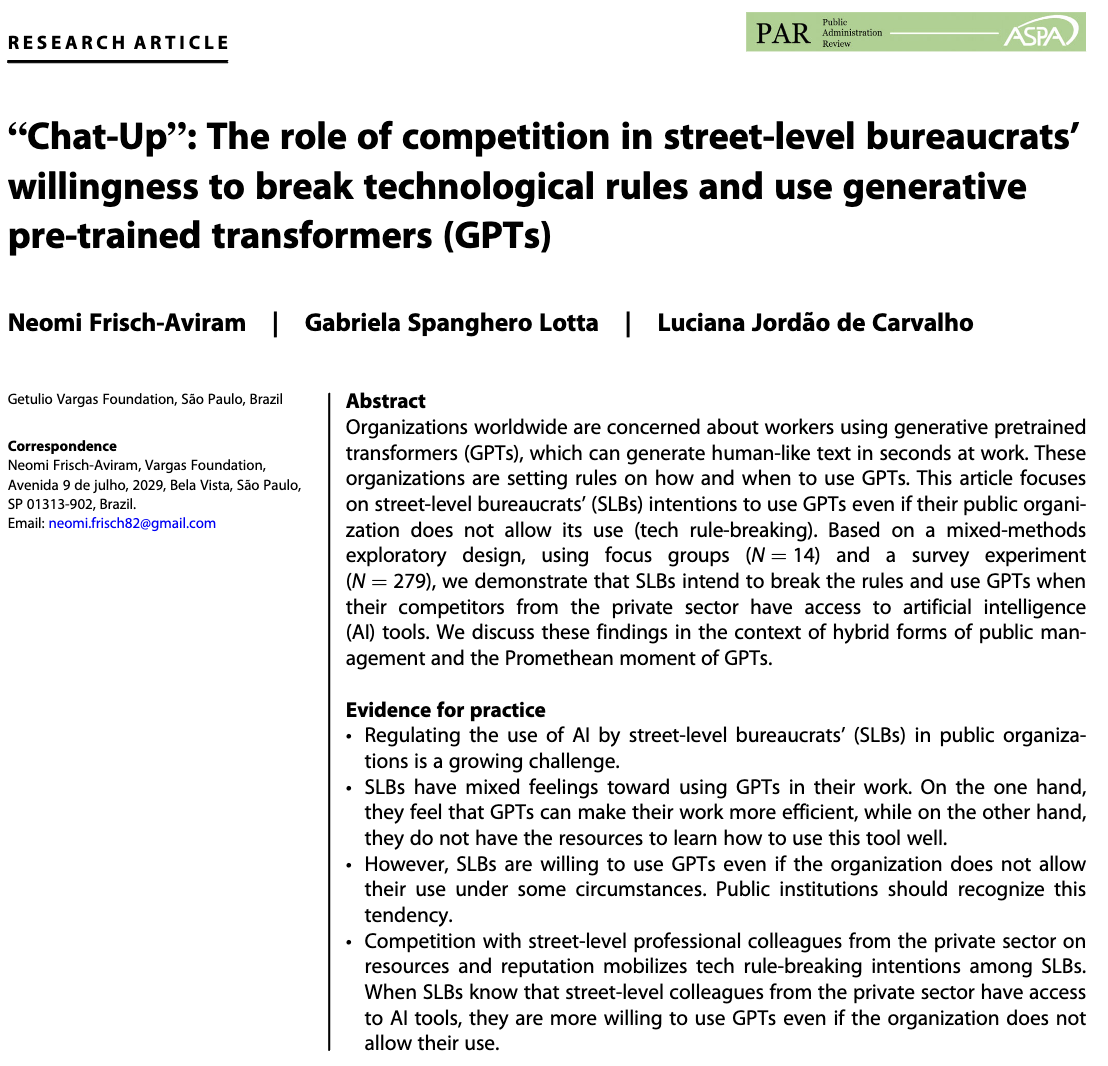 RESEARCH ARTICLE
PAR
Public
Administration
Review
ASPA
“Chat-Up”: The role of competition in street-level bureaucrats’
willingness to break technological rules and use generative
pre-trained transformers (GPTs)
Neomi Frisch-Aviram | Gabriela Spanghero Lotta | Luciana Jordão de Carvalho
Getulio Vargas Foundation, São Paulo, Brazil
Correspondence
Neomi Frisch-Aviram, Vargas Foundation,
Avenida 9 de julho, 2029, Bela Vista, São Paulo,
SP 01313-902, Brazil.
Email: neomi.frisch82@gmail.com
Abstract
Organizations worldwide are concerned about workers using generative pretrained
transformers (GPTs), which can generate human-like text in seconds at work. These
organizations are setting rules on how and when to use GPTs. This article focuses
on street-level bureaucrats’ (SLBs) intentions to use GPTs even if their public organi-
zation does not allow its use (tech rule-breaking). Based on a mixed-methods
exploratory design, using focus groups (N = 14) and a survey experiment
(N = 279), we demonstrate that SLBs intend to break the rules and use GPTs when
their competitors from the private sector have access to artificial intelligence
(AI) tools. We discuss these findings in the context of hybrid forms of public man-
agement and the Promethean moment of GPTs.
Evidence for practice
• Regulating the use of AI by street-level bureaucrats’ (SLBs) in public organiza-
tions is a growing challenge.
• SLBs have mixed feelings toward using GPTs in their work. On the one hand,
they feel that GPTs can make their work more efficient, while on the other hand,
they do not have the resources to learn how to use this tool well.
• However, SLBs are willing to use GPTs even if the organization does not allow
their use under some circumstances. Public institutions should recognize this
tendency.
• Competition with street-level professional colleagues from the private sector on
resources and reputation mobilizes tech rule-breaking intentions among SLBs.
When SLBs know that street-level colleagues from the private sector have access
to AI tools, they are more willing to use GPTs even if the organization does not
allow their use.